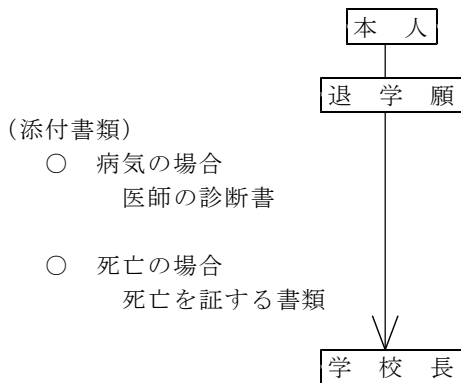 本　人
退　学　願
（添付書類）
○　病気の場合
医師の診断書
○　死亡の場合
死亡を証する書類
学　校　長